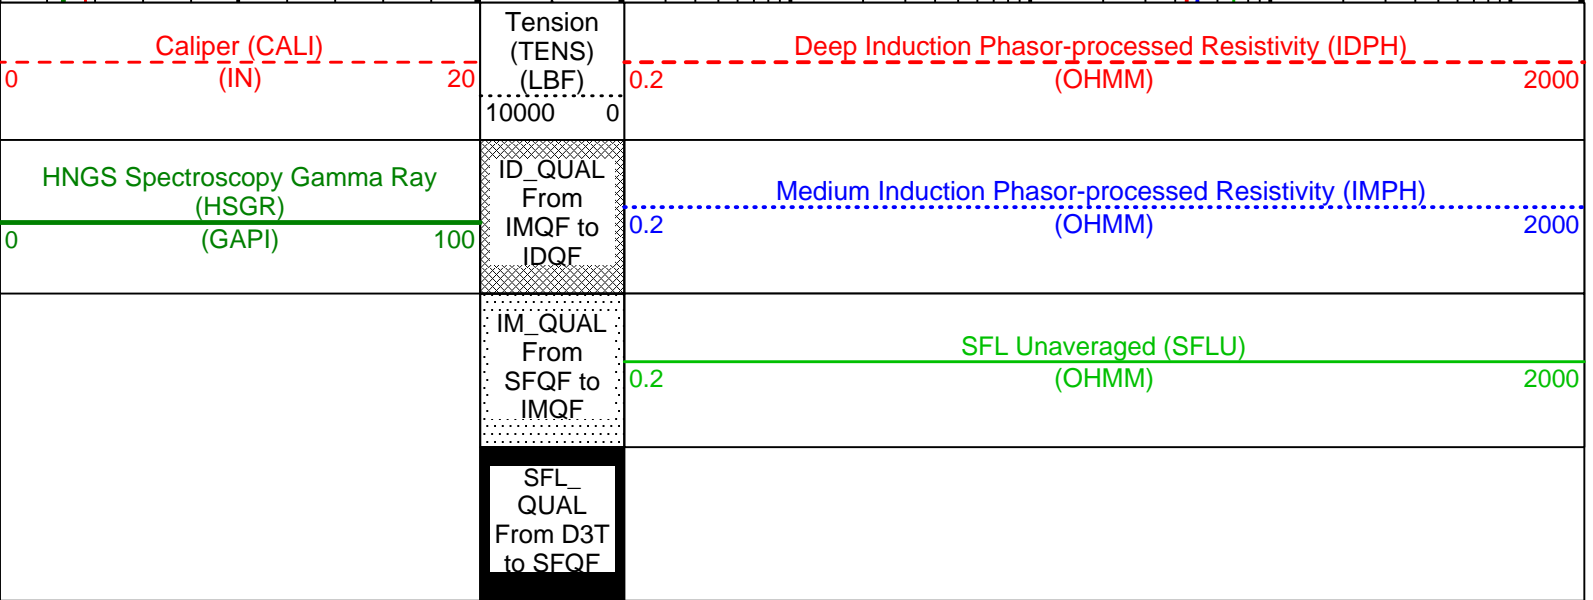 Caliper (CALI)
0 (IN) 20
Tension
(TENS)
(LBF)
10000 0
Deep Induction Phasor-processed Resistivity (IDPH)
0.2 (OHMM) 2000
HNGS Spectroscopy Gamma Ray
(HSGR)
0 (GAPI) 100
ID_QUAL
From
IMQF to
IDQF
Medium Induction Phasor-processed Resistivity (IMPH)
0.2 (OHMM) 2000
IM_QUAL
From
SFQF to
IMQF
SFL Unaveraged (SFLU)
0.2 (OHMM) 2000
SFL_
QUAL
From D3T
to SFQF